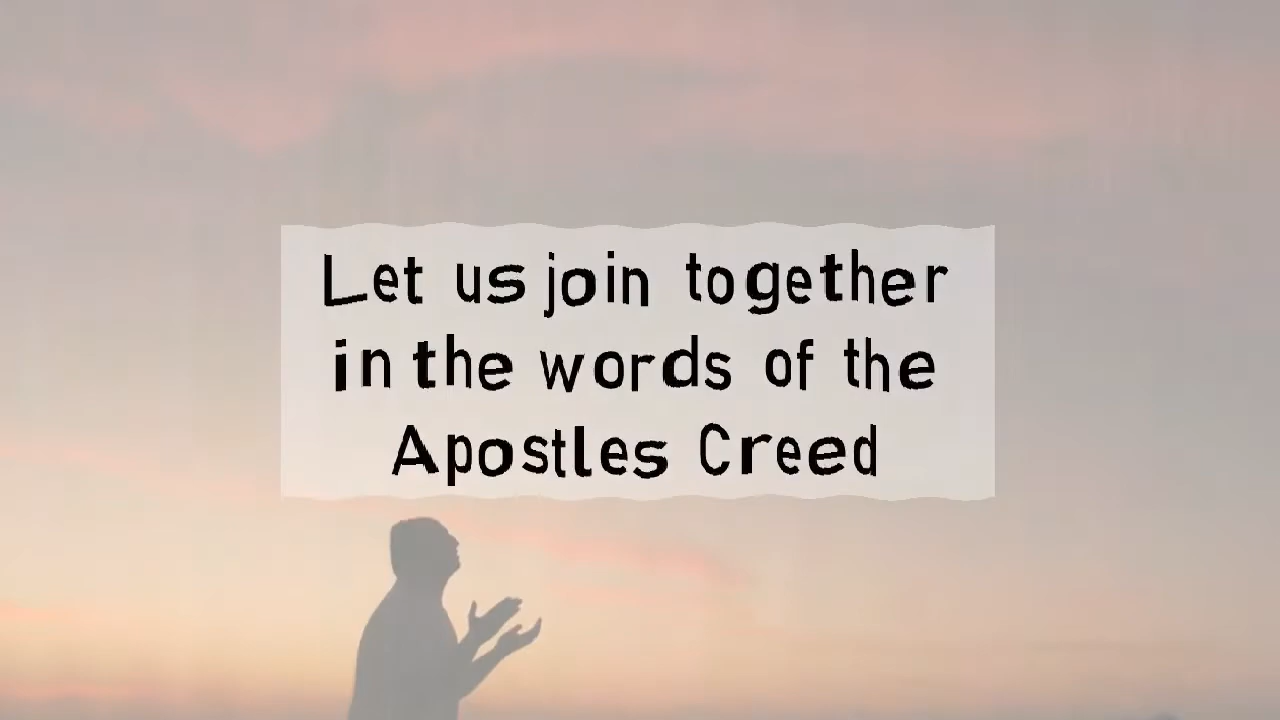 Let us join together
in the words of the
Apostles Creed